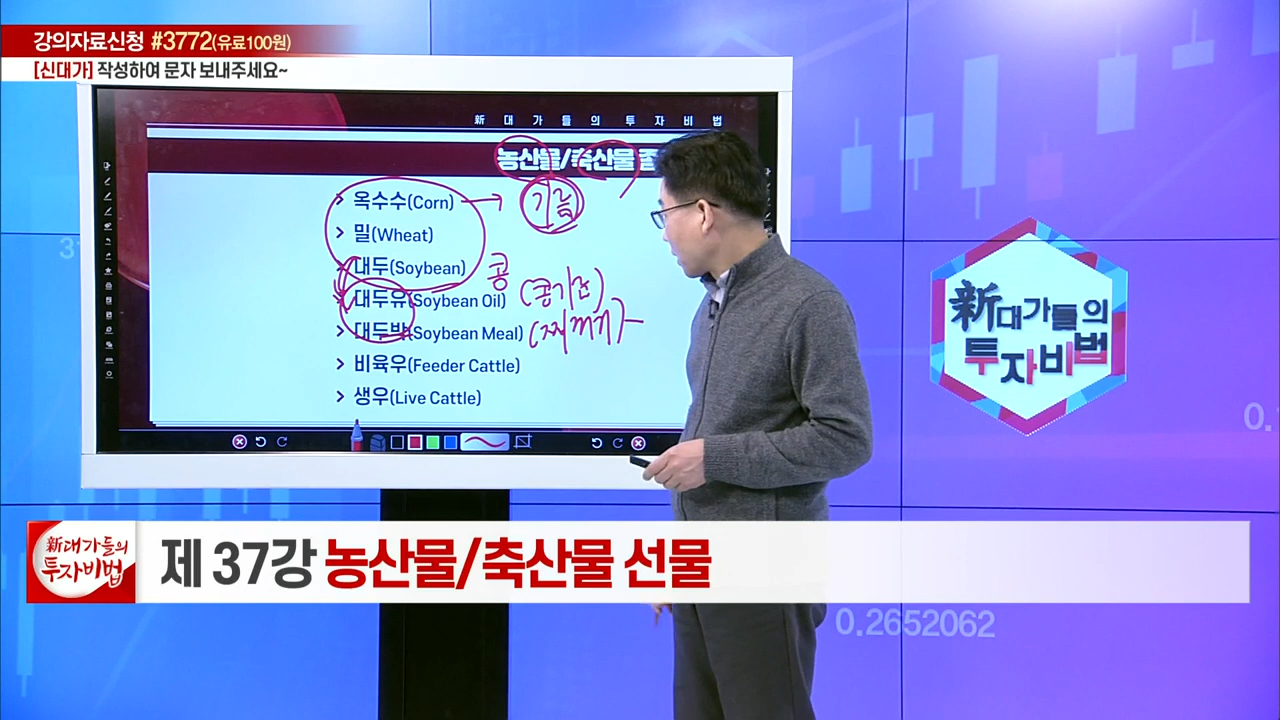 강의자료신청 #3772(유료100원)
[신대가] 작성하여 문자 보내주세요~
新 대 가 들 의 투 자 비 법
농산물/축산물
> 옥수수(Corn) → 기름
> 밀(Wheat)
대두(Soybean) 콩
대두유(Soybean Oil) (콩기름)
> 대두박(Soybean Meal) (찌꺼기)
> 비육우(Feeder Cattle)
> 생우(Live Cattle)
新대가들의
투자비법
0.
新대가들의
투자비법
제 37강 농산물/축산물 선물
0.2652062